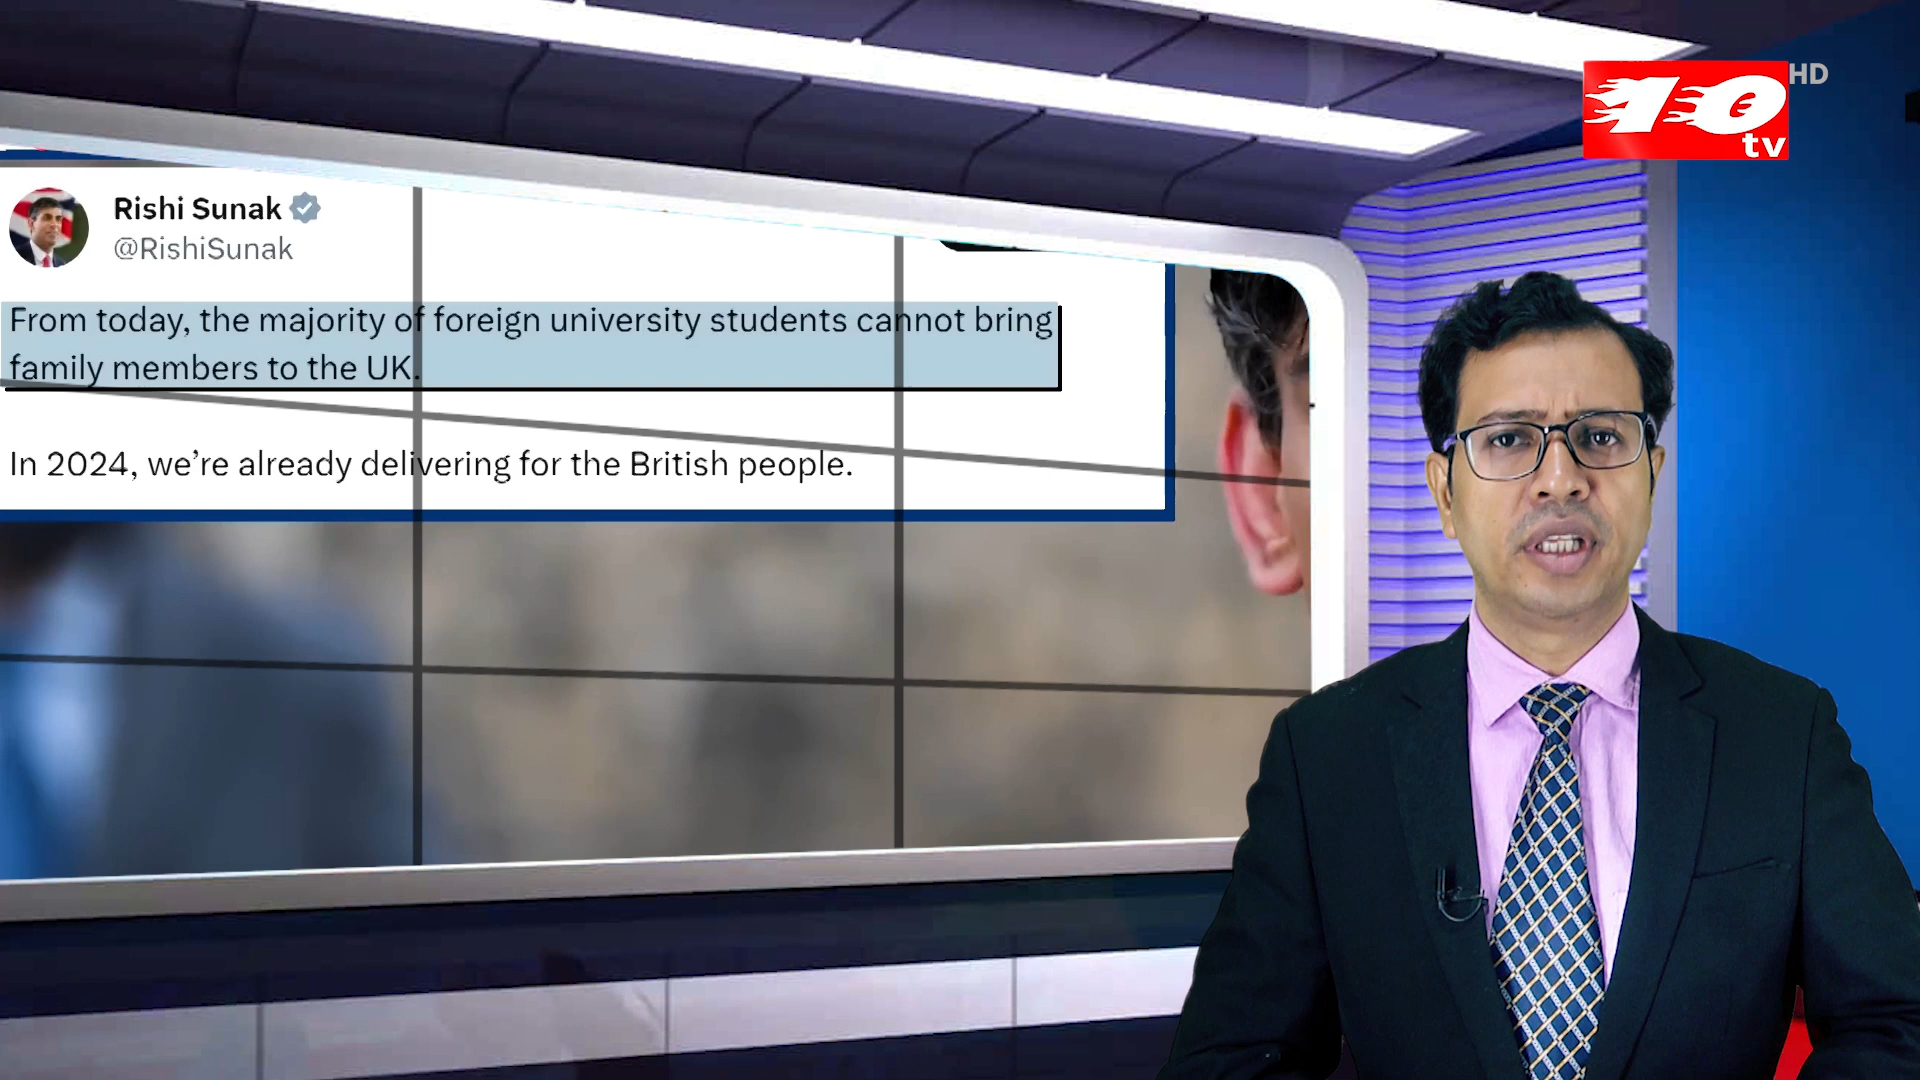 10
tv
HD
Rishi Sunak
@RishiSunak
From today, the majority of foreign university students cannot bring
family members to the UK.
In 2024, we’re already delivering for the British people.